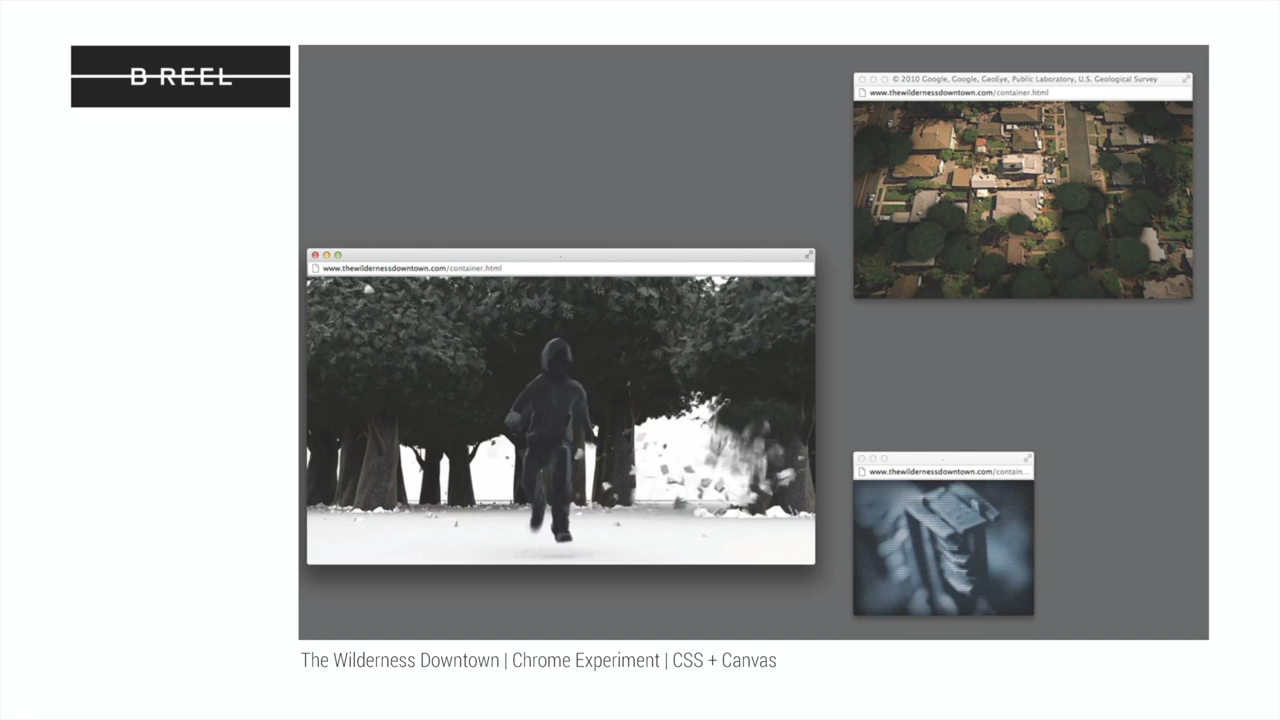 B REEL
© 2010 Google, Google, GeoEye, Public Laboratory, U.S. Geological Survey
www.thewildernessdowntown.com/container.html
www.thewildernessdowntown.com/container.html
www.thewildernessdowntown.com/contain...
The Wilderness Downtown | Chrome Experiment | CSS + Canvas